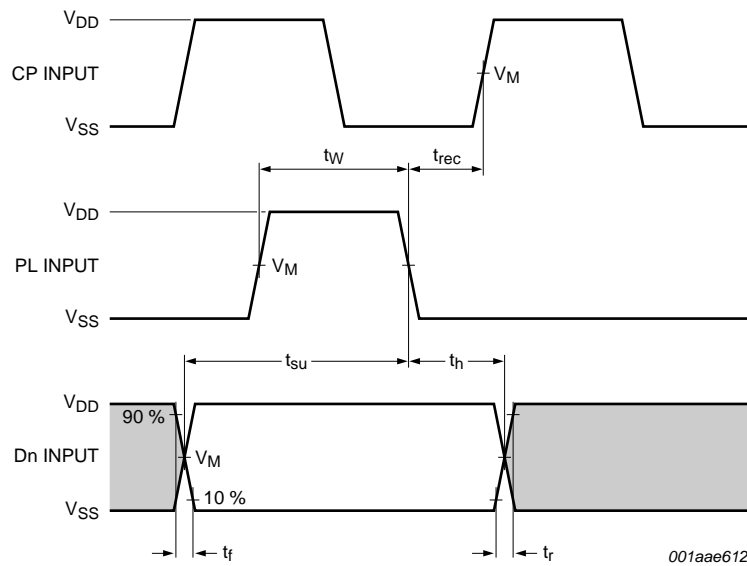 VDD
CP INPUT
VM
VSS
tW
trec
VDD
PL INPUT
VM
VSS
tsu
th
VDD
90 %
Dn INPUT
VM
10 %
VSS
tf
tr
001aae612